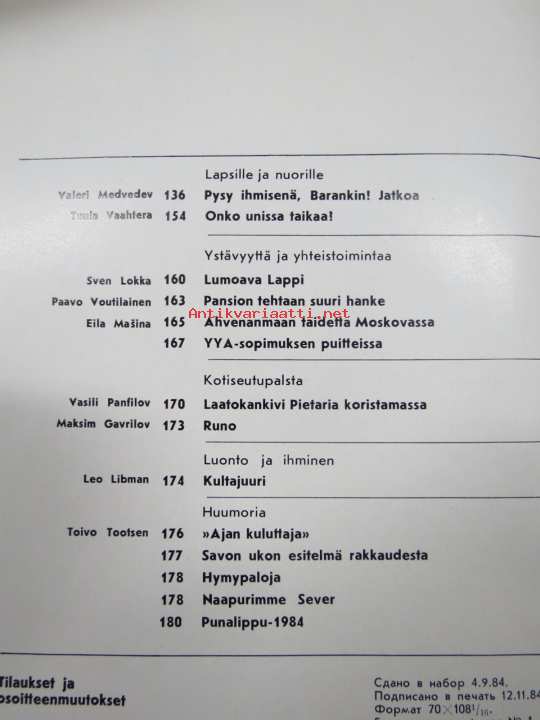 Lapsille ja nuorille
Valeri Medvedev 136 Pysy ihmisenä, Barankin! Jatkoa
Tuula Vaahtera 154 Onko unissa taikaa!
Ystävyyttä ja yhteistoimintaa
Sven Lokka 160 Lumoava Lappi
Paavo Voutilainen 163 Pansion tehtaan suuri hanke
Antikvariaatti.net
Eila Mašina 165 Ahvenanmaan taidetta Moskovassa
167 YYA-sopimuksen puitteissa
Kotiseutupalsta
Vasili Panfilov 170 Laatokankivi Pietaria koristamassa
Maksim Gavrilov 173 Runo
Luonto ja ihminen
Leo Libman 174 Kultajuuri
Huumoria
Toivo Tootsen 176 »Ajan kuluttaja»
177 Savon ukon esitelmä rakkaudesta
178 Hymypaloja
178 Naapurimme Sever
180 Punalippu-1984
Tilaukset ja
osoitteenmuutokset
Сдано в набор 4.9.84.
Подписано в печать 12.11.84
Формат 70×108¹/₁₆.